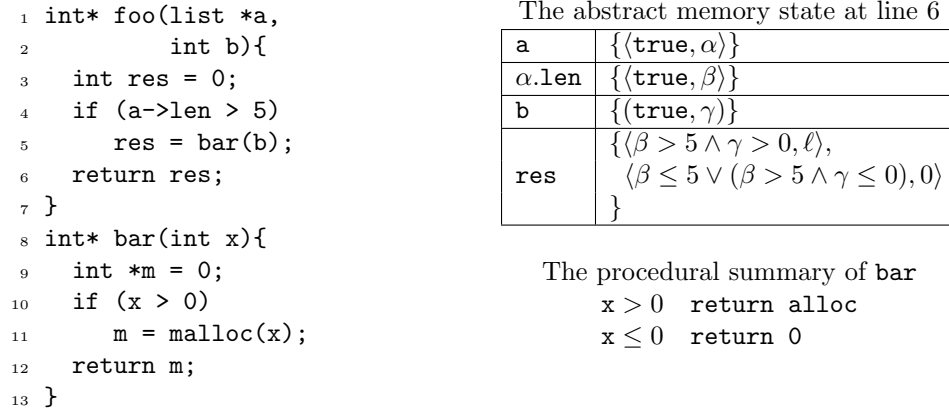 1 int* foo(list *a,
2 int b){
3 int res = 0;
4 if (a->len > 5)
5 res = bar(b);
6 return res;
7 }
8 int* bar(int x){
9 int *m = 0;
10 if (x > 0)
11 m = malloc(x);
12 return m;
13 }
The abstract memory state at line 6
a {⟨true, α⟩}
α.len {⟨true, β⟩}
b {(true, γ)}
res {⟨β > 5 ∧ γ > 0, ℓ⟩,
⟨β ≤ 5 ∨ (β > 5 ∧ γ ≤ 0), 0⟩
}
The procedural summary of bar
x > 0 return alloc
x ≤ 0 return 0